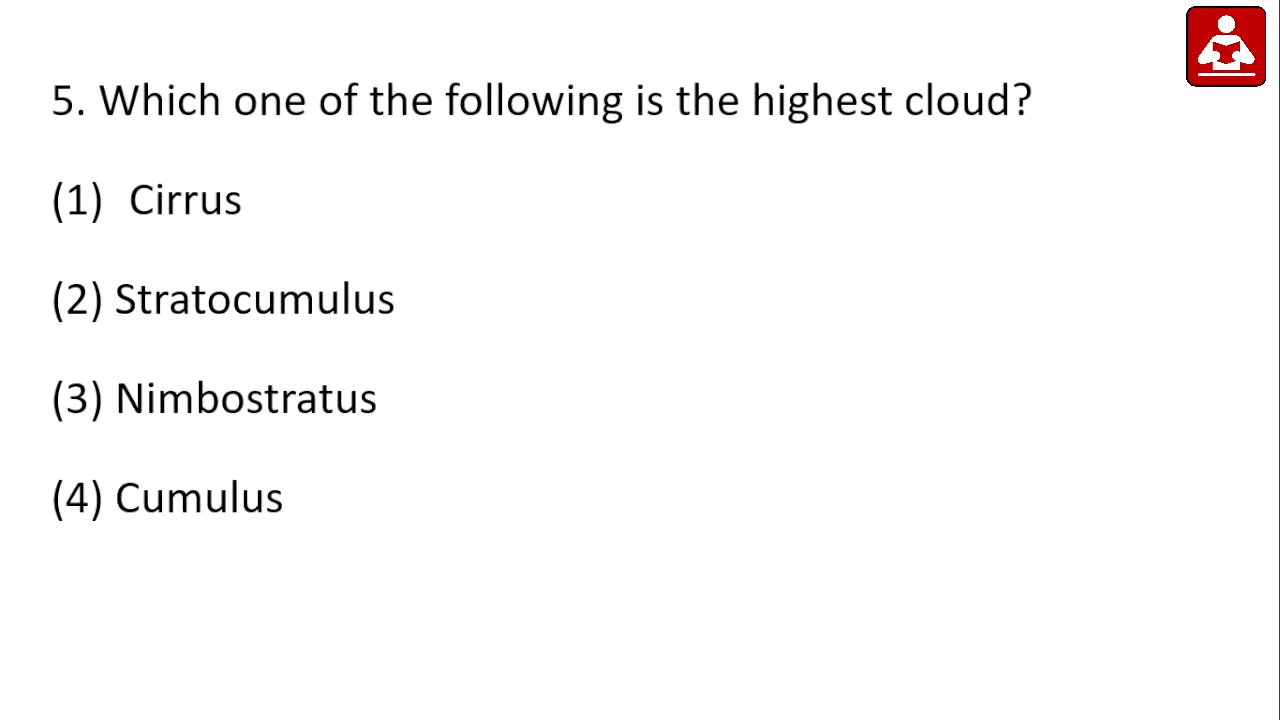 5. Which one of the following is the highest cloud?
(1) Cirrus
(2) Stratocumulus
(3) Nimbostratus
(4) Cumulus